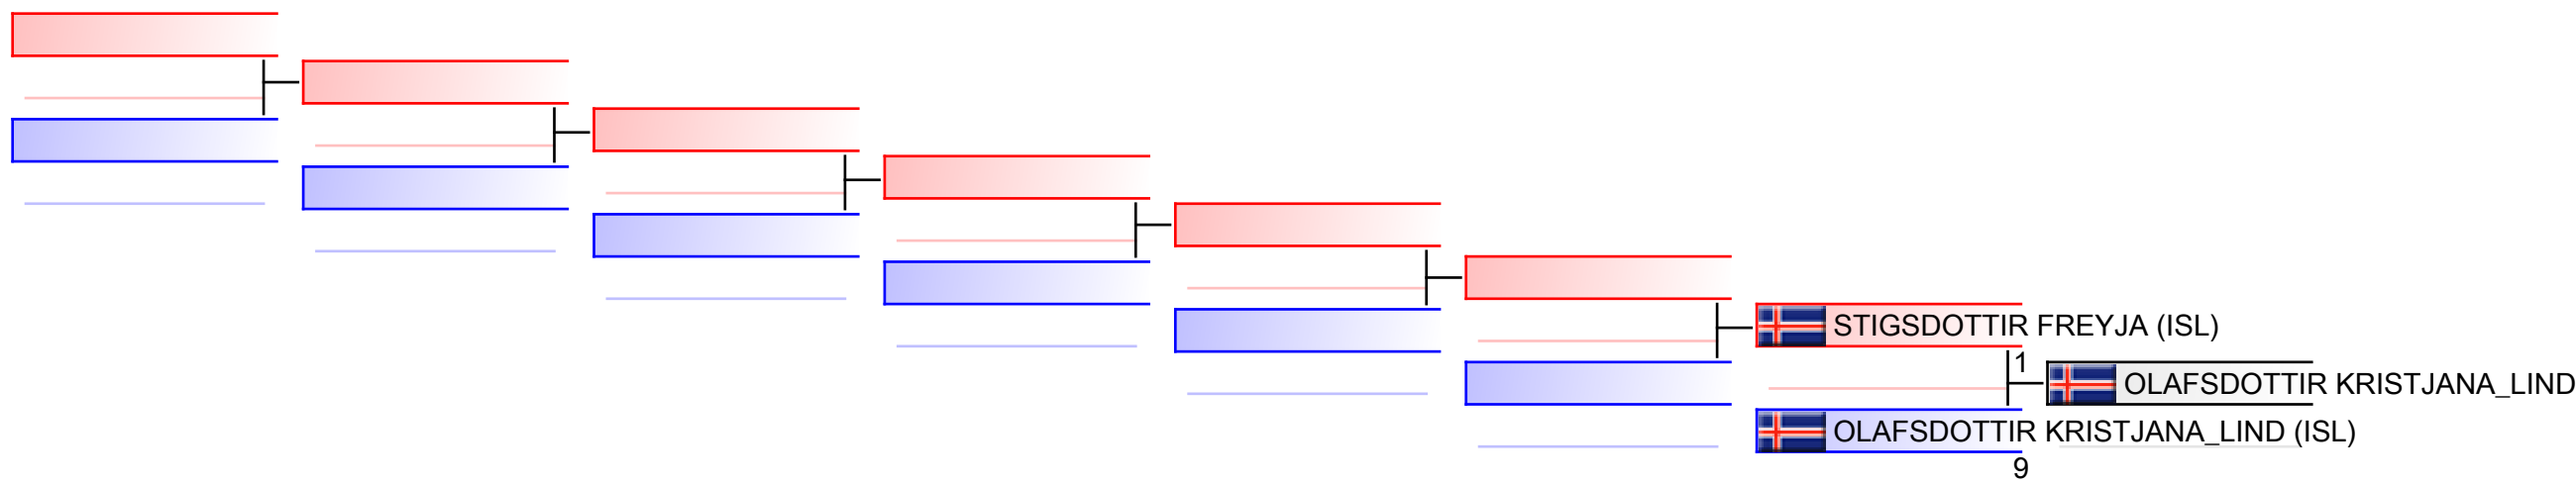 STIGSDOTTIR FREYJA (ISL)
1
OLAFSDOTTIR KRISTJANA_LIND
OLAFSDOTTIR KRISTJANA_LIND (ISL)
9